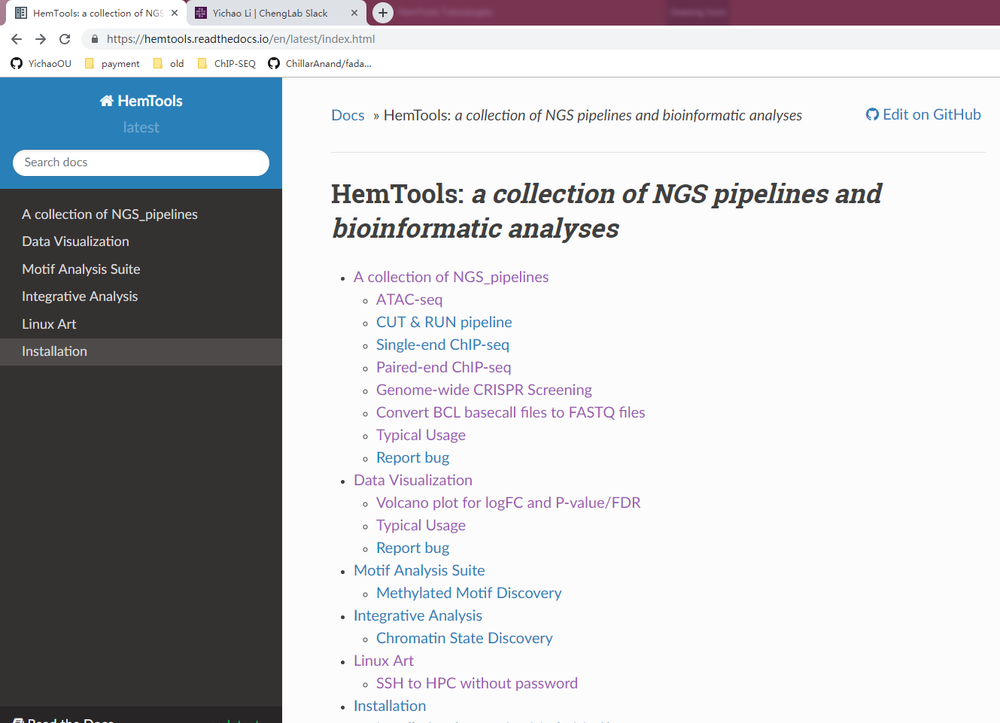 HemTools: a collection of NGS
Yichao Li | ChengLab Slack
https://hemtools.readthedocs.io/en/latest/index.html
YichaoOU payment old ChIP-SEQ ChillarAnand/fada...
HemTools
latest
Search docs
A collection of NGS_pipelines
Data Visualization
Motif Analysis Suite
Integrative Analysis
Linux Art
Installation
Read the Docs
Docs » HemTools: a collection of NGS pipelines and bioinformatic analyses
Edit on GitHub
HemTools: a collection of NGS pipelines and
bioinformatic analyses
A collection of NGS_pipelines
ATAC-seq
CUT & RUN pipeline
Single-end ChIP-seq
Paired-end ChIP-seq
Genome-wide CRISPR Screening
Convert BCL basecall files to FASTQ files
Typical Usage
Report bug
Data Visualization
Volcano plot for logFC and P-value/FDR
Typical Usage
Report bug
Motif Analysis Suite
Methylated Motif Discovery
Integrative Analysis
Chromatin State Discovery
Linux Art
SSH to HPC without password
Installation